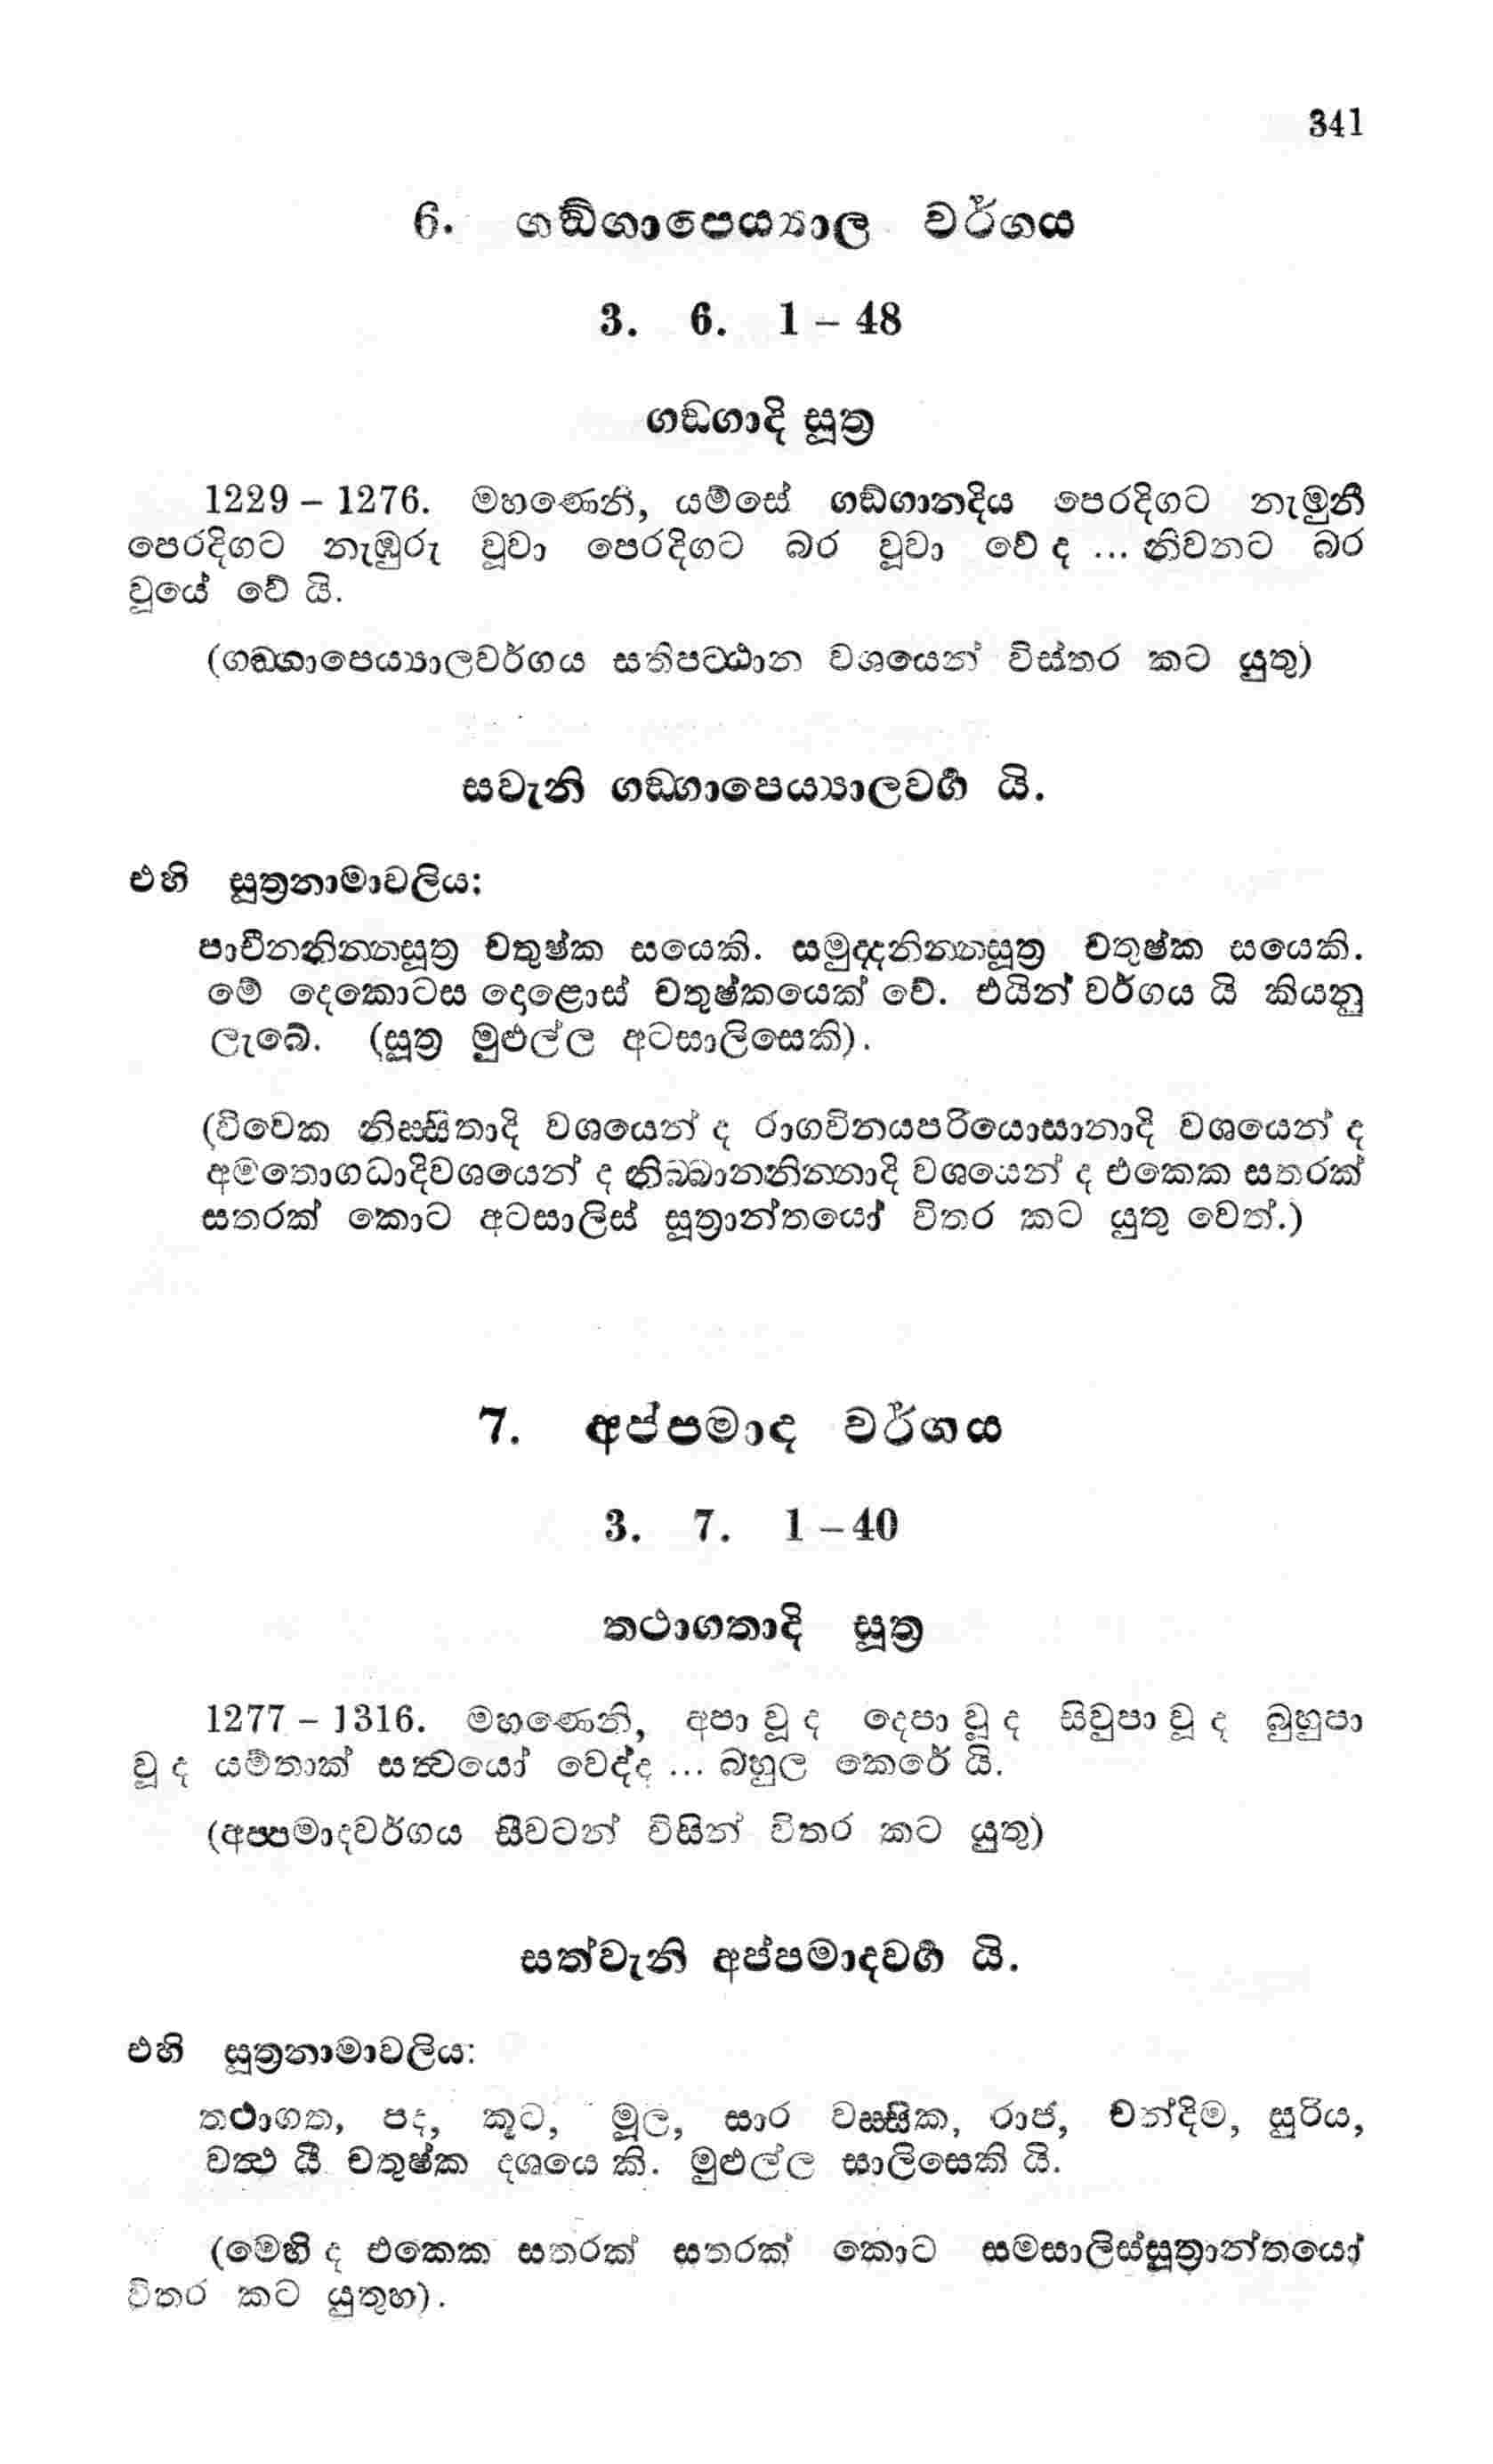 341
6. ගඞ්ගාපෙය්‍යාල වර්ගය
3. 6. 1 – 48
ගඞ්ගාදි සූත්‍ර
1229 – 1276. මහණෙනි, යම්සේ ගඞ්ගානදිය පෙරදිගට නැමුනී
පෙරදිගට නැඹුරු වූවා පෙරදිගට බර වූවා වේ ද ... නිවනට බර
වූයේ වේ යි.
(ගඞ්ගාපෙය්‍යාලවර්ගය සතිපට්ඨාන වශයෙන් විස්තර කට යුතු)
සවැනි ගඞ්ගාපෙය්‍යාලවර්‍ග යි.
එහි සූත්‍රනාමාවලිය:
පාචීනනින්නසූත්‍ර චතුෂ්ක සයෙකි. සමුද්දනින්නසූත්‍ර චතුෂ්ක සයෙකි.
මේ දෙකොටස දොළොස් චතුෂ්කයෙක් වේ. එයින් වර්ගය යි කියනු
ලැබේ. (සූත්‍ර මුළුල්ල අටසාලිසෙකි).
(විවෙක නිස්සිතාදි වශයෙන් ද රාගවිනයපරියොසානාදි වශයෙන් ද
අමතොගධාදිවශයෙන් ද නිබ්බානනින්නාදි වශයෙන් ද එකෙක සතරක්
සතරක් කොට අටසාලිස් සූත්‍රාන්තයෝ විතර කට යුතු වෙත්.)
7. අප්පමාද වර්ගය
3. 7. 1 – 40
තථාගතාදි සූත්‍ර
1277 – 1316. මහණෙනි, අපා වූ ද දෙපා වූ ද සිවුපා වූ ද බුහුපා
වූ ද යම්තාක් සත්‍වයෝ වෙද්ද ... බහුල කෙරේ යි.
(අප්පමාදවර්ගය සීවටන් විසින් විතර කට යුතු)
සත්වැනි අප්පමාදවර්‍ග යි.
එහි සූත්‍රනාමාවලිය:
තථාගත, පද, කූට, මූල, සාර වස්සික, රාජ, චන්දිම, සූරිය,
වත්‍ථ යී චතුෂ්ක දශයෙ කි. මුළුල්ල සාලිසෙකි යි.
(මෙහි ද එකෙක සතරක් සතරක් කොට සමසාලිස්සූත්‍රාන්තයෝ
විතර කට යුතුහ).